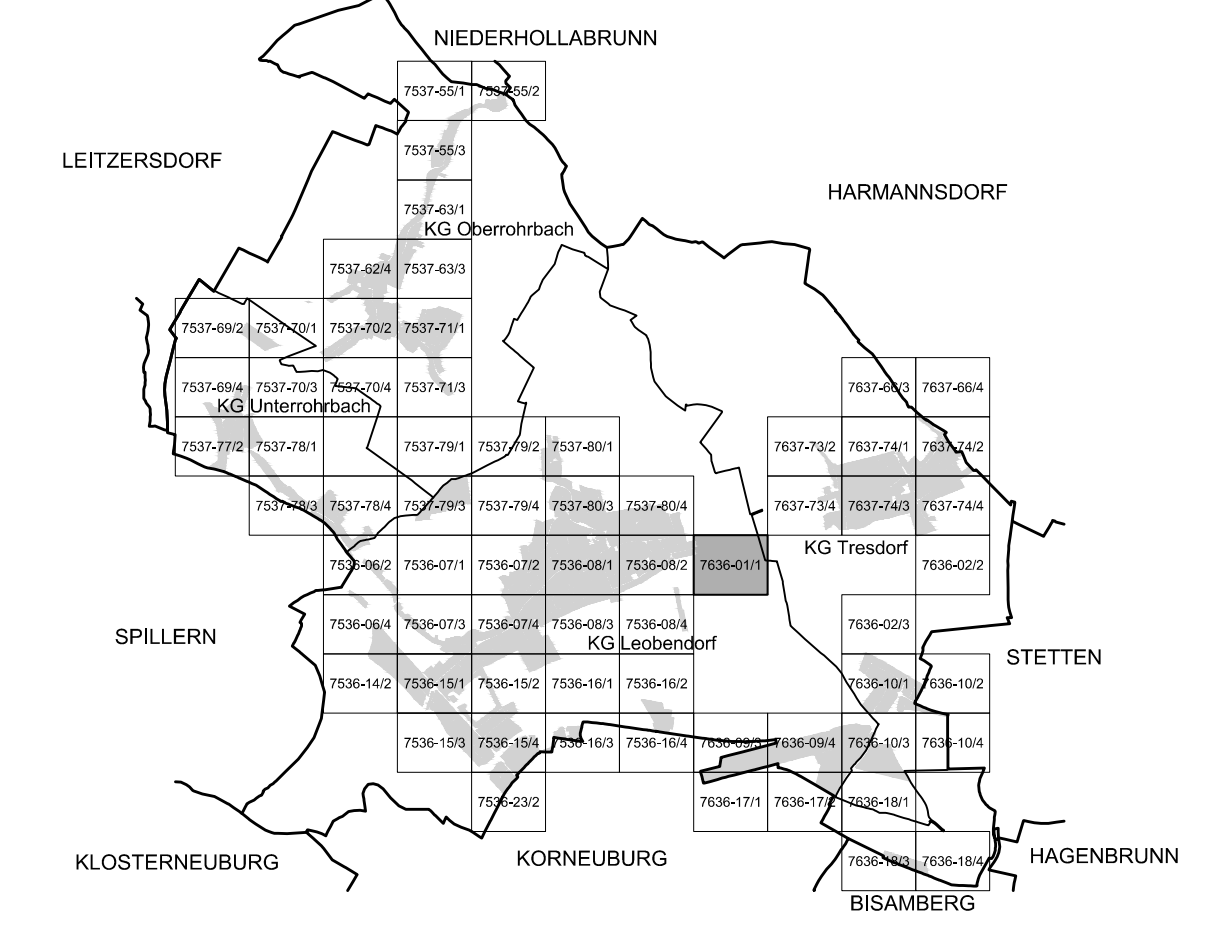 NIEDERHOLLABRUNN
7537-55/1 7537-55/2
7537-55/3
LEITZERSDORF
HARMANNSDORF
7537-63/1
KG Oberrohrbach
7537-62/4 7537-63/3
7537-69/2 7537-70/1 7537-70/2 7537-71/1
7537-69/4 7537-70/3 7537-70/4 7537-71/3 7637-66/3 7637-66/4
KG Unterrohrbach
7537-77/2 7537-78/1 7537-79/1 7537-79/2 7537-80/1 7637-73/2 7637-74/1 7637-74/2
7537-78/3 7537-78/4 7537-79/3 7537-79/4 7537-80/3 7537-80/4 7637-73/4 7637-74/3 7637-74/4
KG Tresdorf
7536-06/2 7536-07/1 7536-07/2 7536-08/1 7536-08/2 7636-01/1 7636-02/2
7536-06/4 7536-07/3 7536-07/4 7536-08/3 7536-08/4 7636-02/3
SPILLERN
KG Leobendorf
STETTEN
7536-14/2 7536-15/1 7536-15/2 7536-16/1 7536-16/2 7636-10/1 7636-10/2
7536-15/3 7536-15/4 7536-16/3 7536-16/4 7636-09/3 7636-09/4 7636-10/3 7636-10/4
7536-23/2 7636-17/1 7636-17/2 7636-18/1
KLOSTERNEUBURG
KORNEUBURG
7636-18/3 7636-18/4
HAGENBRUNN
BISAMBERG